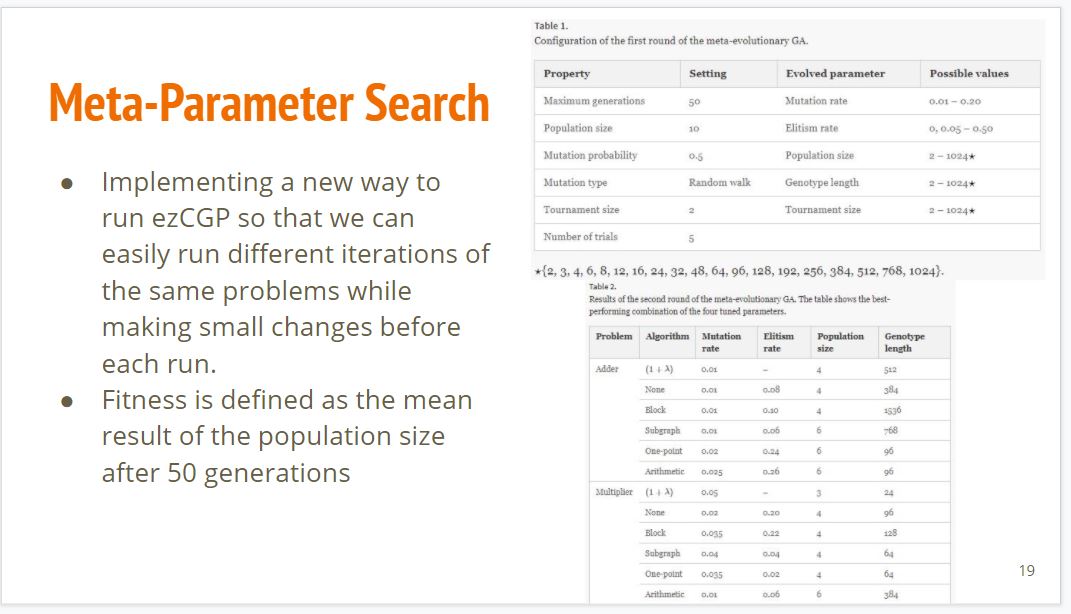 Meta-Parameter Search
● Implementing a new way to
run ezCGP so that we can
easily run different iterations of
the same problems while
making small changes before
each run.
● Fitness is defined as the mean
result of the population size
after 50 generations
Table 1.
Configuration of the first round of the meta-evolutionary GA.
Property Setting Evolved parameter Possible values
Maximum generations 50 Mutation rate 0.01 – 0.20
Population size 10 Elitism rate 0, 0.05 – 0.50
Mutation probability 0.5 Population size 2 – 1024★
Mutation type Random walk Genotype length 2 – 1024★
Tournament size 2 Tournament size 2 – 1024★
Number of trials 5
★{2, 3, 4, 6, 8, 12, 16, 24, 32, 48, 64, 96, 128, 192, 256, 384, 512, 768, 1024}.
Table 2.
Results of the second round of the meta-evolutionary GA. The table shows the best-
performing combination of the four tuned parameters.
Problem Algorithm Mutation rate Elitism rate Population size Genotype length
Adder (1 + λ) 0.01 – 4 512
None 0.01 0.08 4 384
Block 0.01 0.10 4 1536
Subgraph 0.01 0.06 6 768
One-point 0.02 0.24 6 96
Arithmetic 0.025 0.26 6 96
Multiplier (1 + λ) 0.05 – 3 24
None 0.02 0.20 4 96
Block 0.035 0.22 4 128
Subgraph 0.04 0.04 4 64
One-point 0.035 0.02 4 64
Arithmetic 0.01 0.06 6 384
19